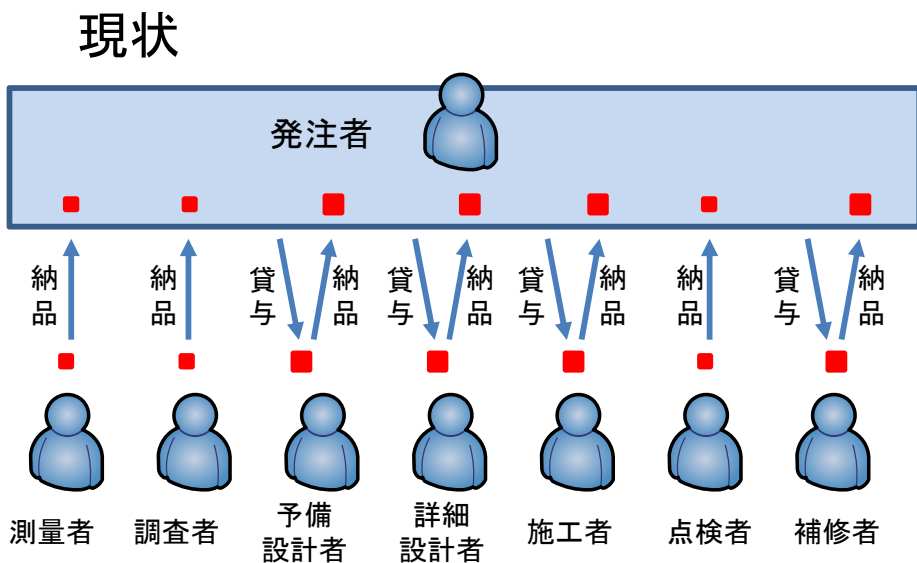 現状
発注者
納品
納品
貸与
納品
貸与
納品
貸与
納品
納品
貸与
納品
測量者
調査者
予備
設計者
詳細
設計者
施工者
点検者
補修者